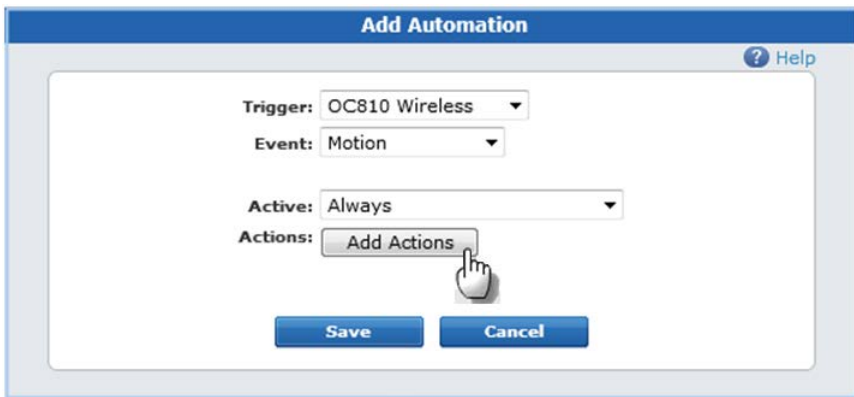 Add Automation
? Help
Trigger: OC810 Wireless
Event: Motion
Active: Always
Actions: Add Actions
Save Cancel